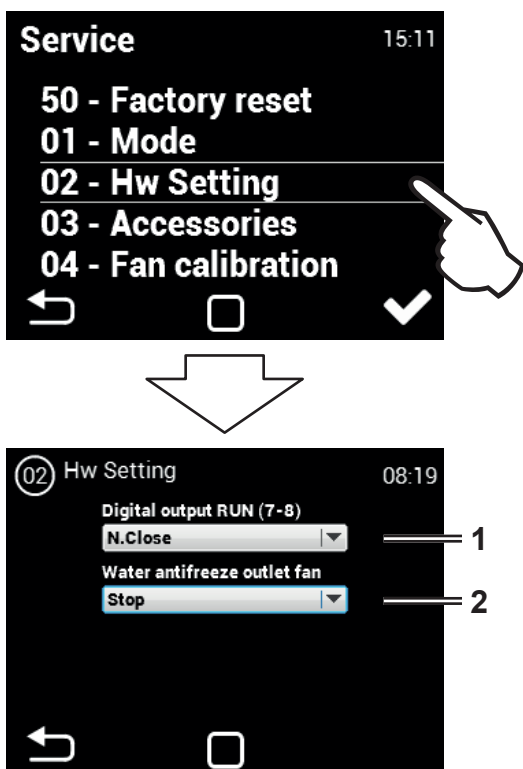 Service 15:11
50 - Factory reset
01 - Mode
02 - Hw Setting
03 - Accessories
04 - Fan calibration
02 Hw Setting 08:19
Digital output RUN (7-8)
N.Close 1
Water antifreeze outlet fan
Stop 2